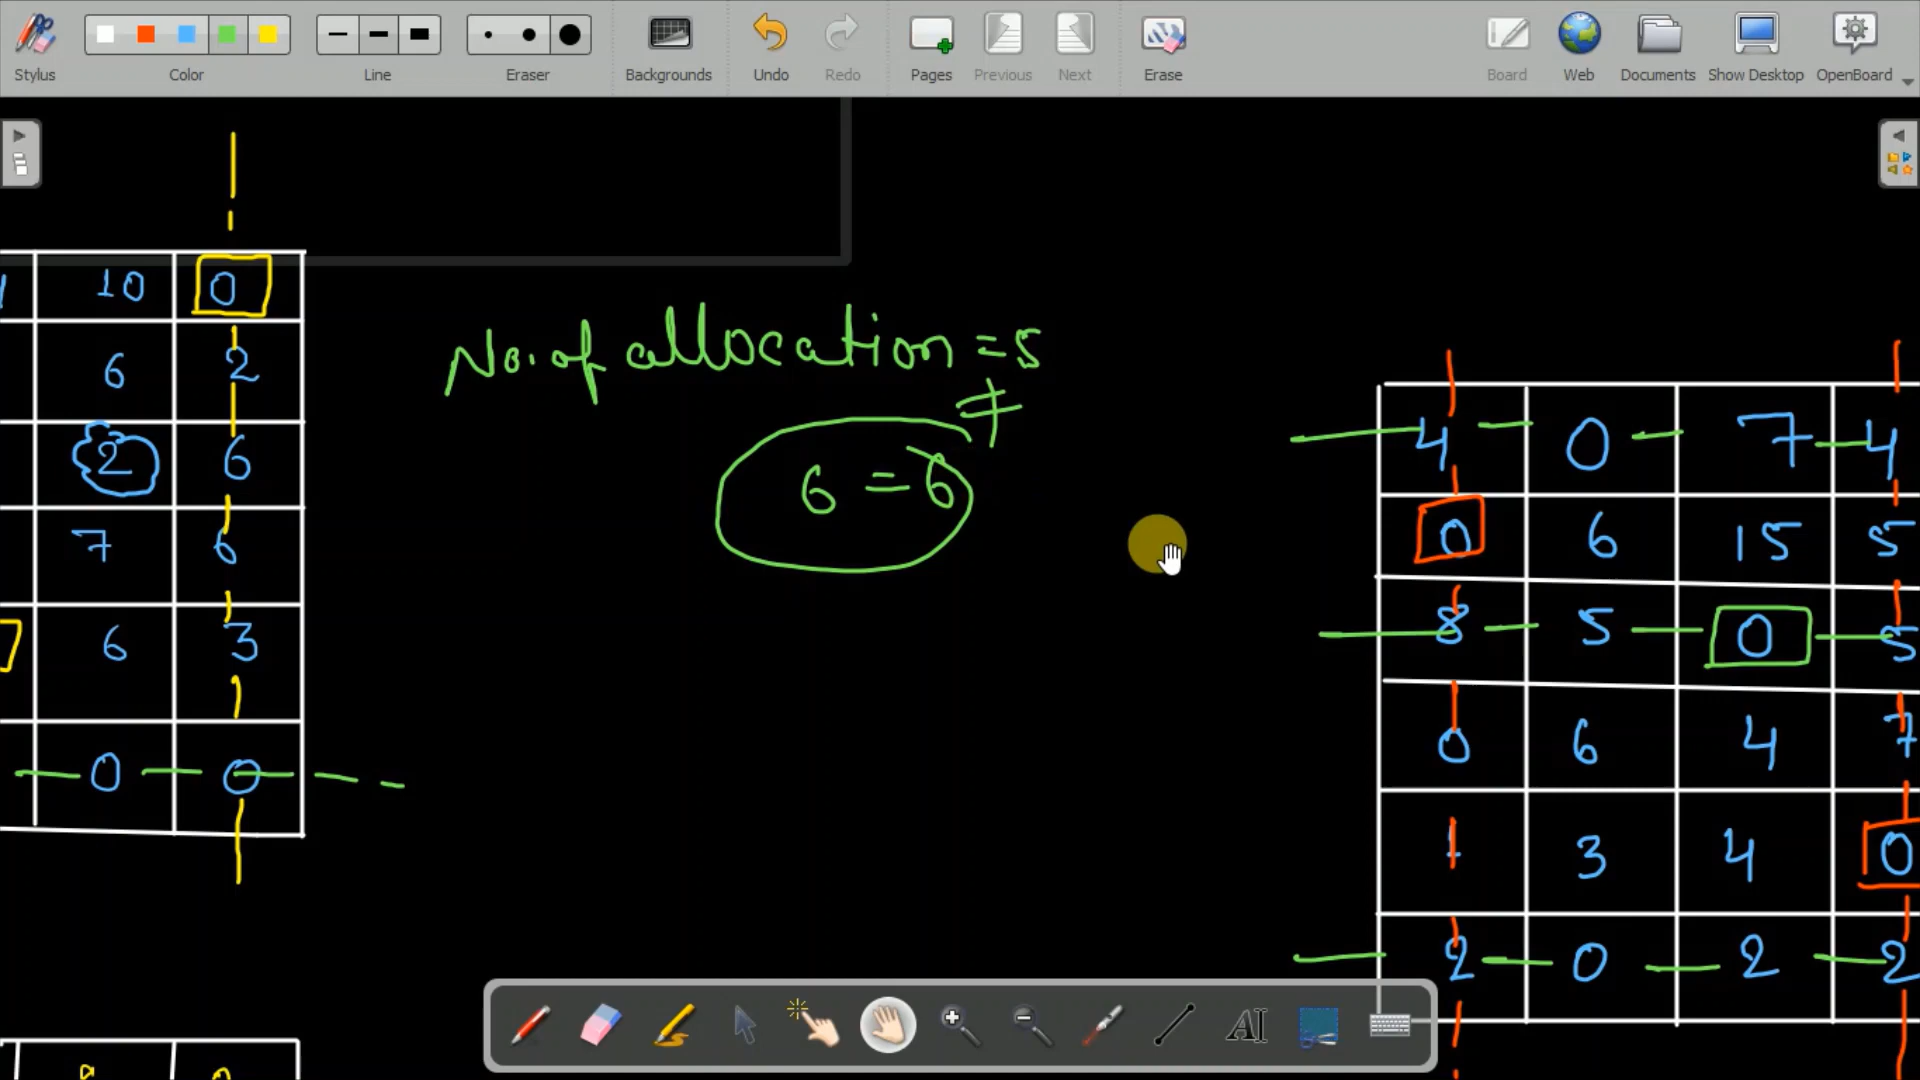 Stylus
Color
Line
Eraser
Backgrounds
Undo
Redo
Pages
Previous
Next
Erase
Board
Web
Documents
Show Desktop
OpenBoard
10 0
6 2
2 6
7 6
6 3
0 0
No. of allocation = 5
≠
6 = 6
4 0 7 4
0 6 15 5
8 5 0 5
0 6 4 7
1 3 4 0
2 0 2 2
AI